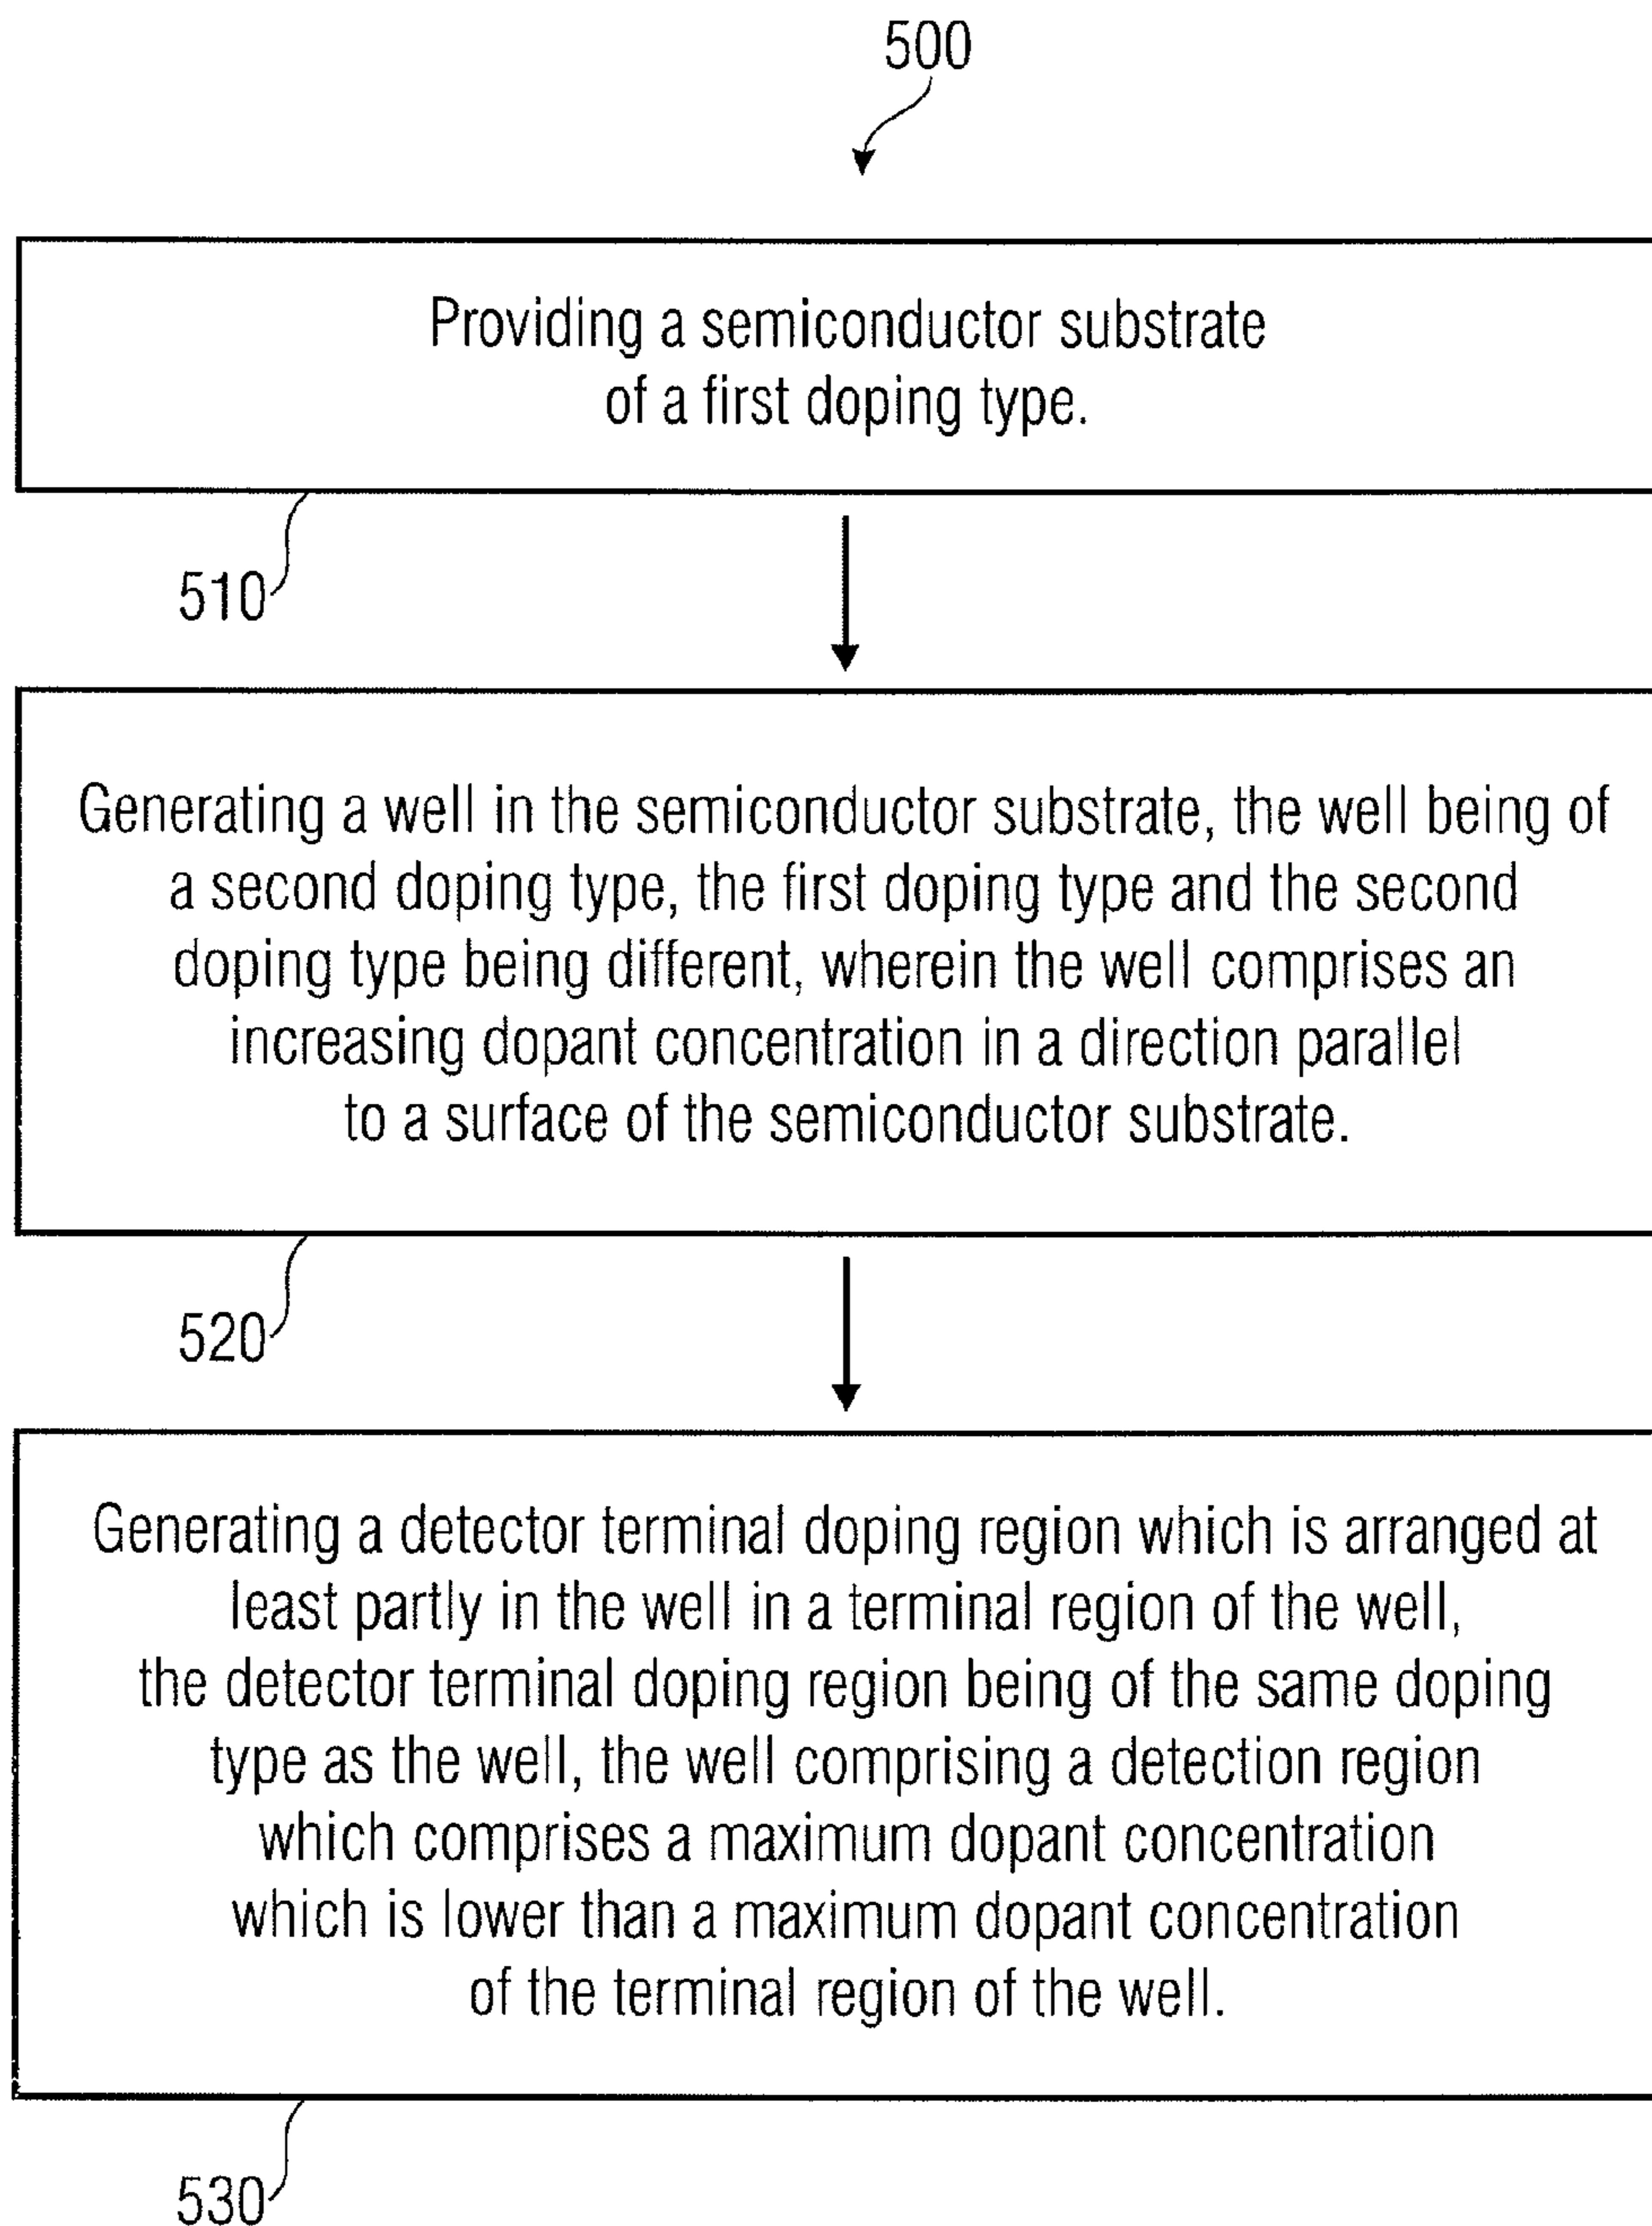 500
Providing a semiconductor substrate
of a first doping type.
510
Generating a well in the semiconductor substrate, the well being of
a second doping type, the first doping type and the second
doping type being different, wherein the well comprises an
increasing dopant concentration in a direction parallel
to a surface of the semiconductor substrate.
520
Generating a detector terminal doping region which is arranged at
least partly in the well in a terminal region of the well,
the detector terminal doping region being of the same doping
type as the well, the well comprising a detection region
which comprises a maximum dopant concentration
which is lower than a maximum dopant concentration
of the terminal region of the well.
530